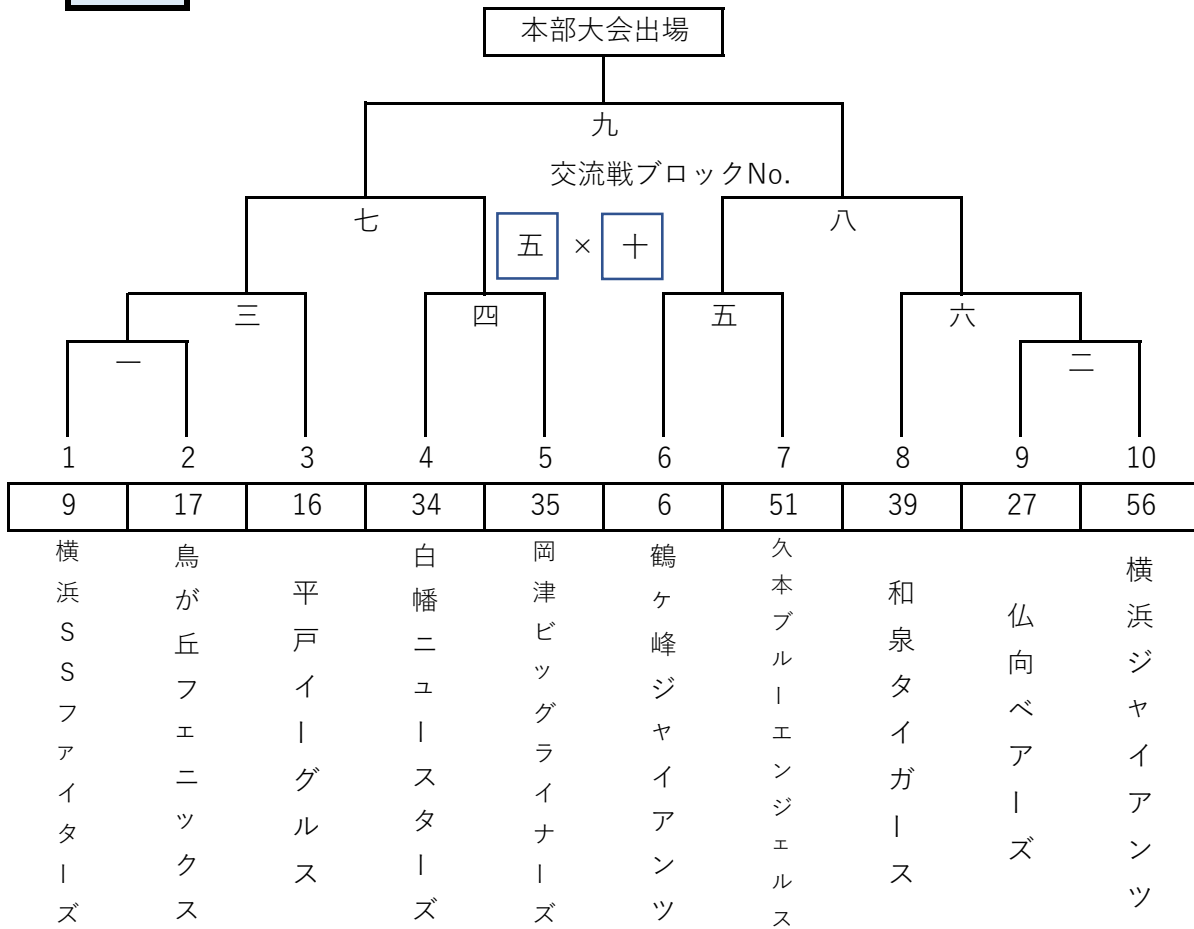 本部大会出場
九
交流戦ブロックNo.
七
五 × 十
八
三
四
五
六
一
二
1 2 3 4 5 6 7 8 9 10
9 17 16 34 35 6 51 39 27 56
横浜SSファイターズ
鳥が丘フェニックス
平戸イーグルス
白幡ニュースターズ
岡津ビッグライナーズ
鶴ヶ峰ジャイアンツ
久本ブルーエンジェルス
和泉タイガース
仏向ベアーズ
横浜ジャイアンツ